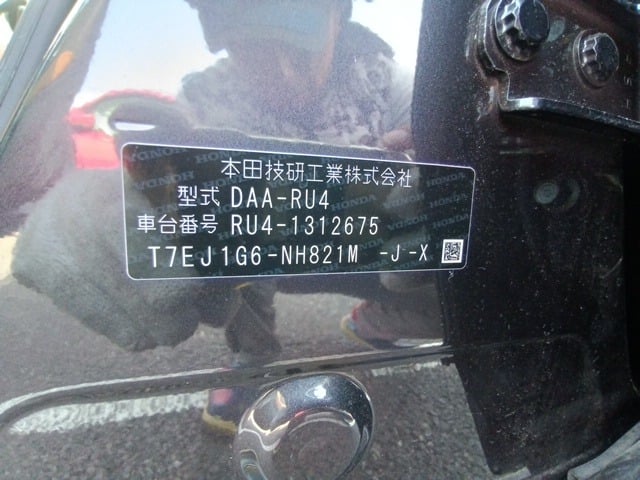 本田技研工業株式会社
型式 DAA-RU4
車台番号 RU4-1312675
T7EJ1G6-NH821M -J-X